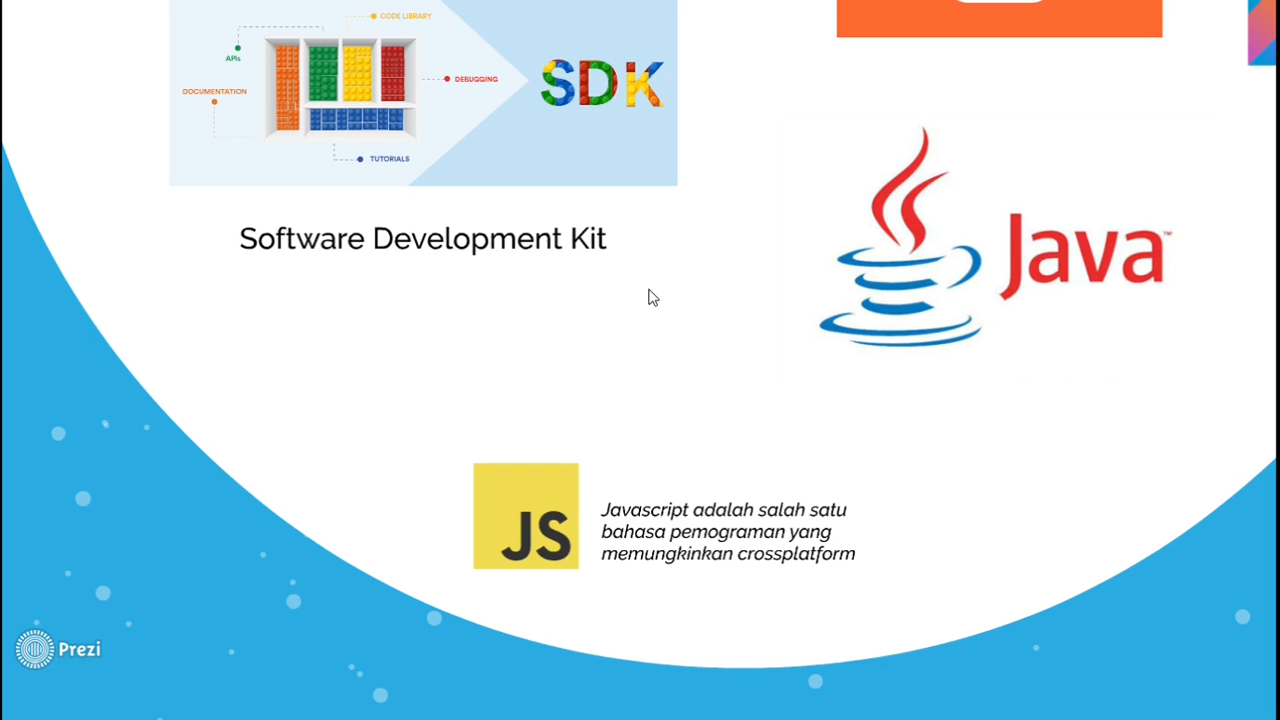 CODE LIBRARY
APIs
DEBUGGING
DOCUMENTATION
TUTORIALS
SDK
Software Development Kit
Java™
JS
Javascript adalah salah satu
bahasa pemograman yang
memungkinkan crossplatform
Prezi